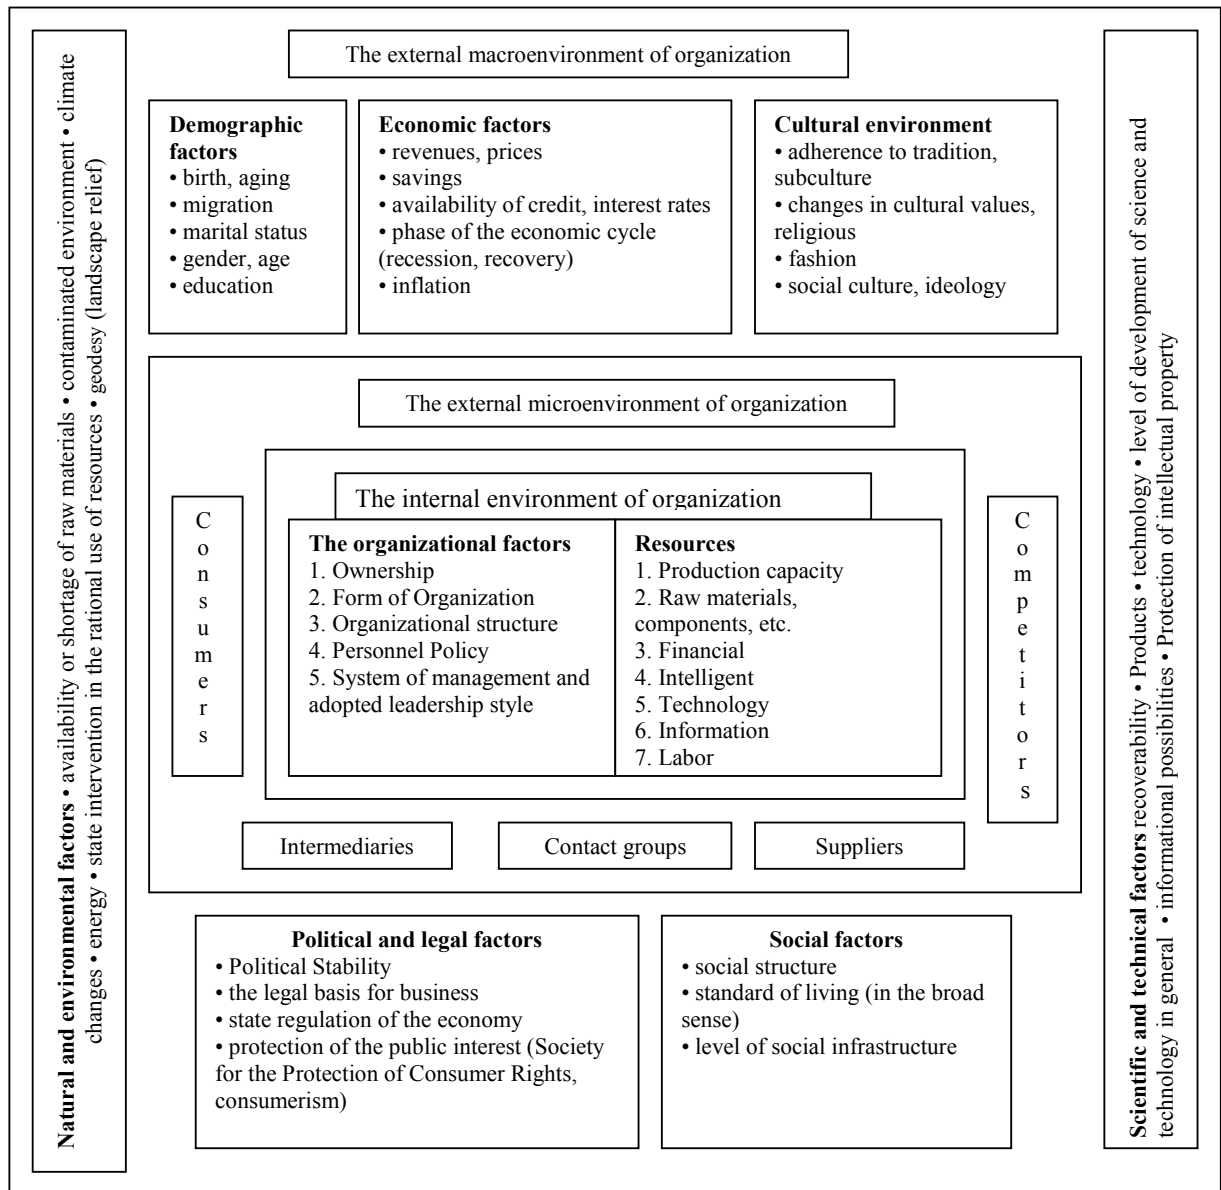 The external macroenvironment of organization
Natural and environmental factors • availability or shortage of raw materials • contaminated environment • climate
changes • energy • state intervention in the rational use of resources • geodesy (landscape relief)
Demographic
factors
• birth, aging
• migration
• marital status
• gender, age
• education
Economic factors
• revenues, prices
• savings
• availability of credit, interest rates
• phase of the economic cycle
(recession, recovery)
• inflation
Cultural environment
• adherence to tradition,
subculture
• changes in cultural values,
religious
• fashion
• social culture, ideology
Scientific and technical factors recoverability • Products • technology • level of development of science and
technology in general • informational possibilities • Protection of intellectual property
The external microenvironment of organization
Consumers
The internal environment of organization
The organizational factors
1. Ownership
2. Form of Organization
3. Organizational structure
4. Personnel Policy
5. System of management and
adopted leadership style
Resources
1. Production capacity
2. Raw materials,
components, etc.
3. Financial
4. Intelligent
5. Technology
6. Information
7. Labor
Competitors
Intermediaries
Contact groups
Suppliers
Political and legal factors
• Political Stability
• the legal basis for business
• state regulation of the economy
• protection of the public interest (Society
for the Protection of Consumer Rights,
consumerism)
Social factors
• social structure
• standard of living (in the broad
sense)
• level of social infrastructure